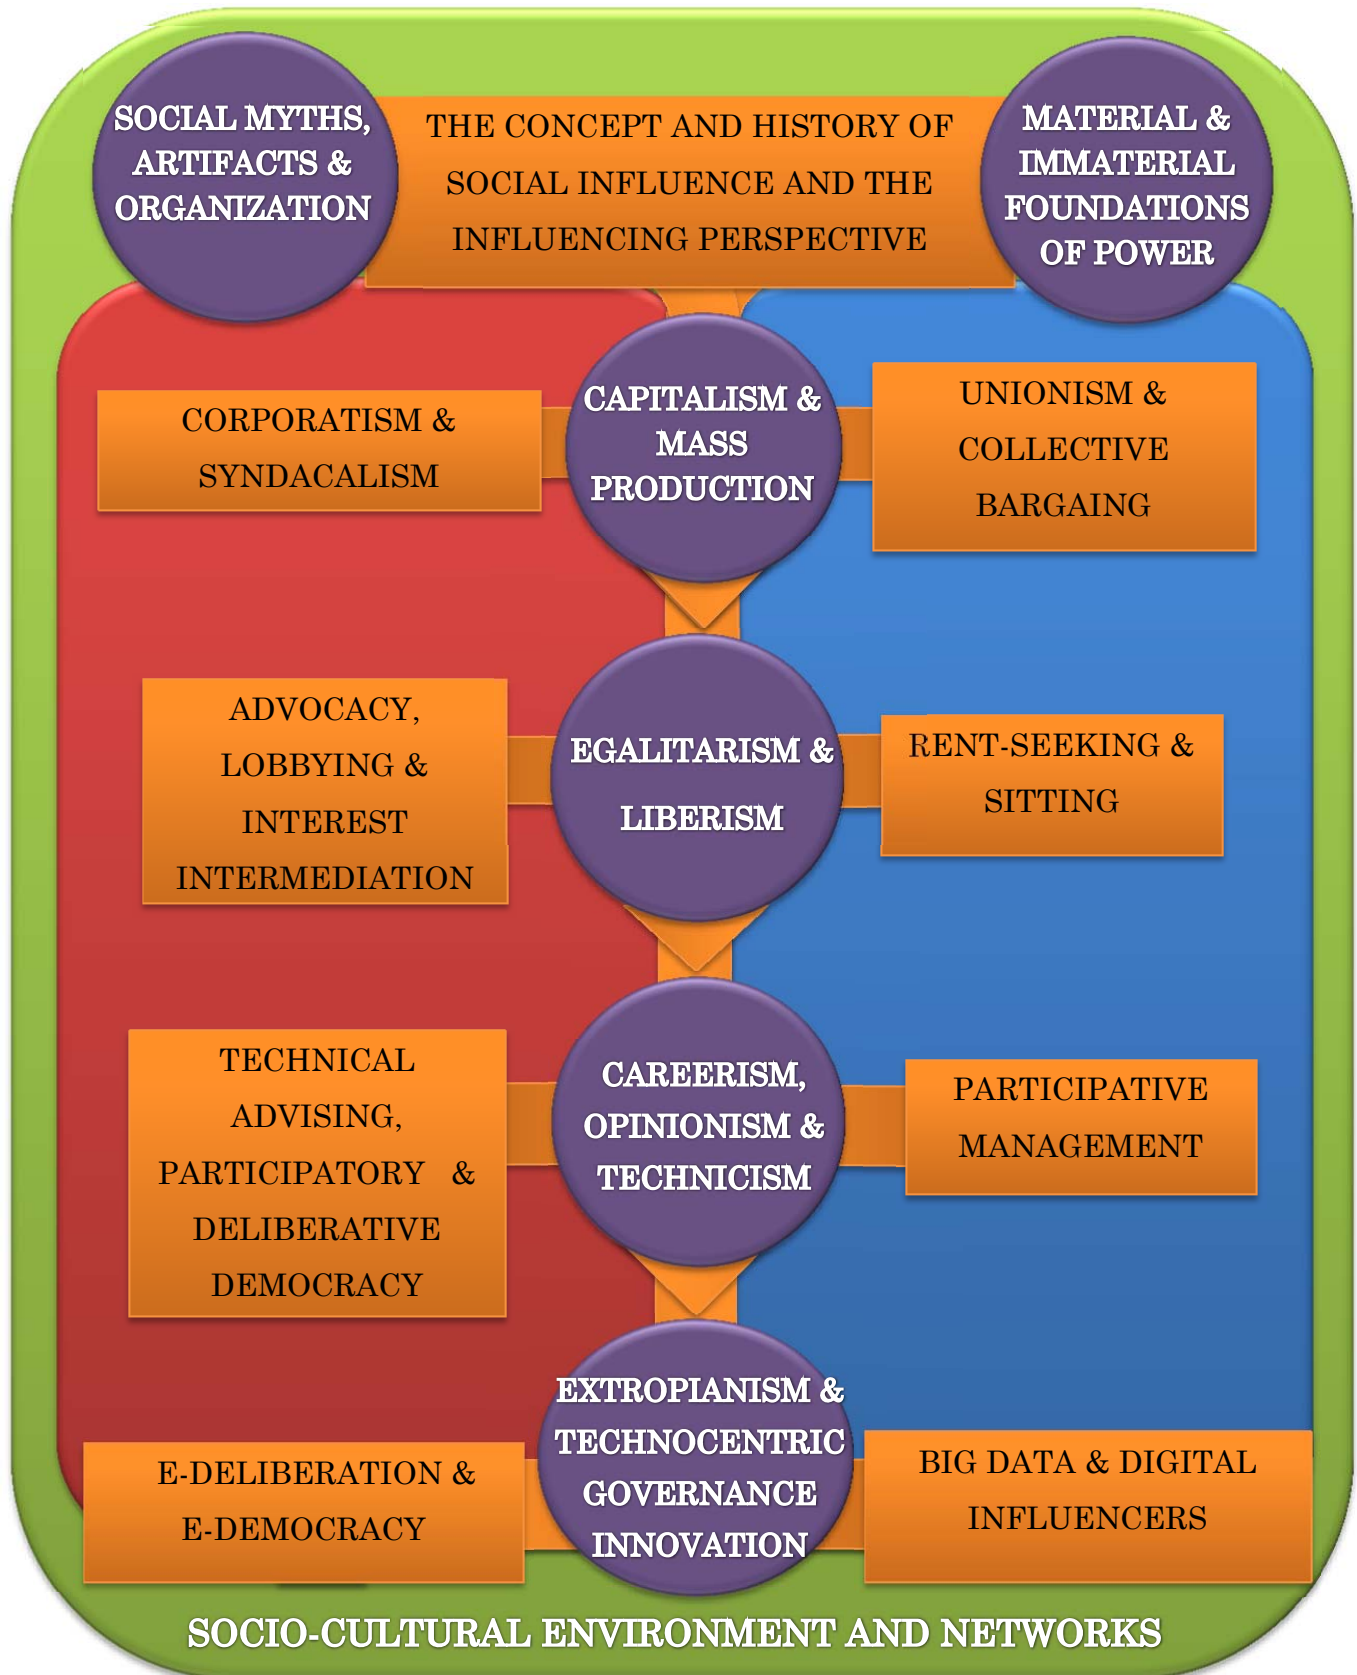 SOCIAL MYTHS,
ARTIFACTS &
ORGANIZATION
THE CONCEPT AND HISTORY OF
SOCIAL INFLUENCE AND THE
INFLUENCING PERSPECTIVE
MATERIAL &
IMMATERIAL
FOUNDATIONS
OF POWER
CORPORATISM &
SYNDACALISM
CAPITALISM &
MASS
PRODUCTION
UNIONISM &
COLLECTIVE
BARGAING
ADVOCACY,
LOBBYING &
INTEREST
INTERMEDIATION
EGALITARISM &
LIBERISM
RENT-SEEKING &
SITTING
TECHNICAL
ADVISING,
PARTICIPATORY &
DELIBERATIVE
DEMOCRACY
CAREERISM,
OPINIONISM &
TECHNICISM
PARTICIPATIVE
MANAGEMENT
E-DELIBERATION &
E-DEMOCRACY
EXTROPIANISM &
TECHNOCENTRIC
GOVERNANCE
INNOVATION
BIG DATA & DIGITAL
INFLUENCERS
SOCIO-CULTURAL ENVIRONMENT AND NETWORKS